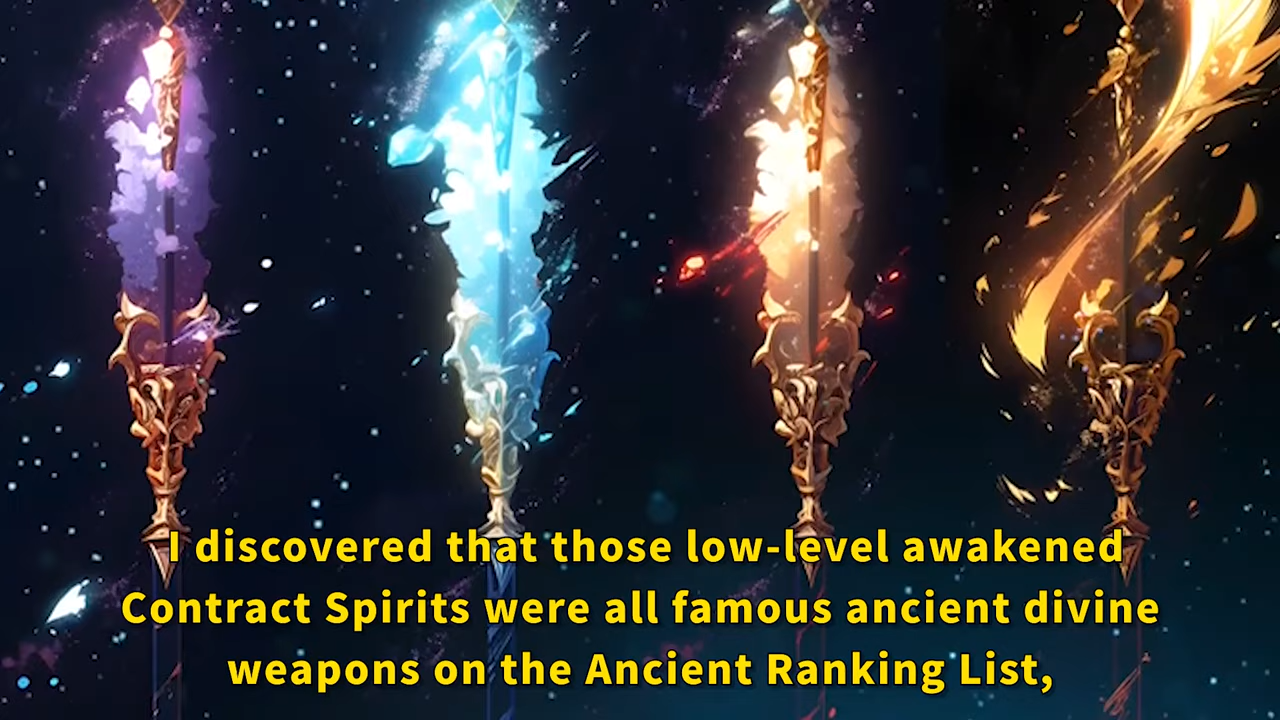 I discovered that those low-level awakened
Contract Spirits were all famous ancient divine
weapons on the Ancient Ranking List,